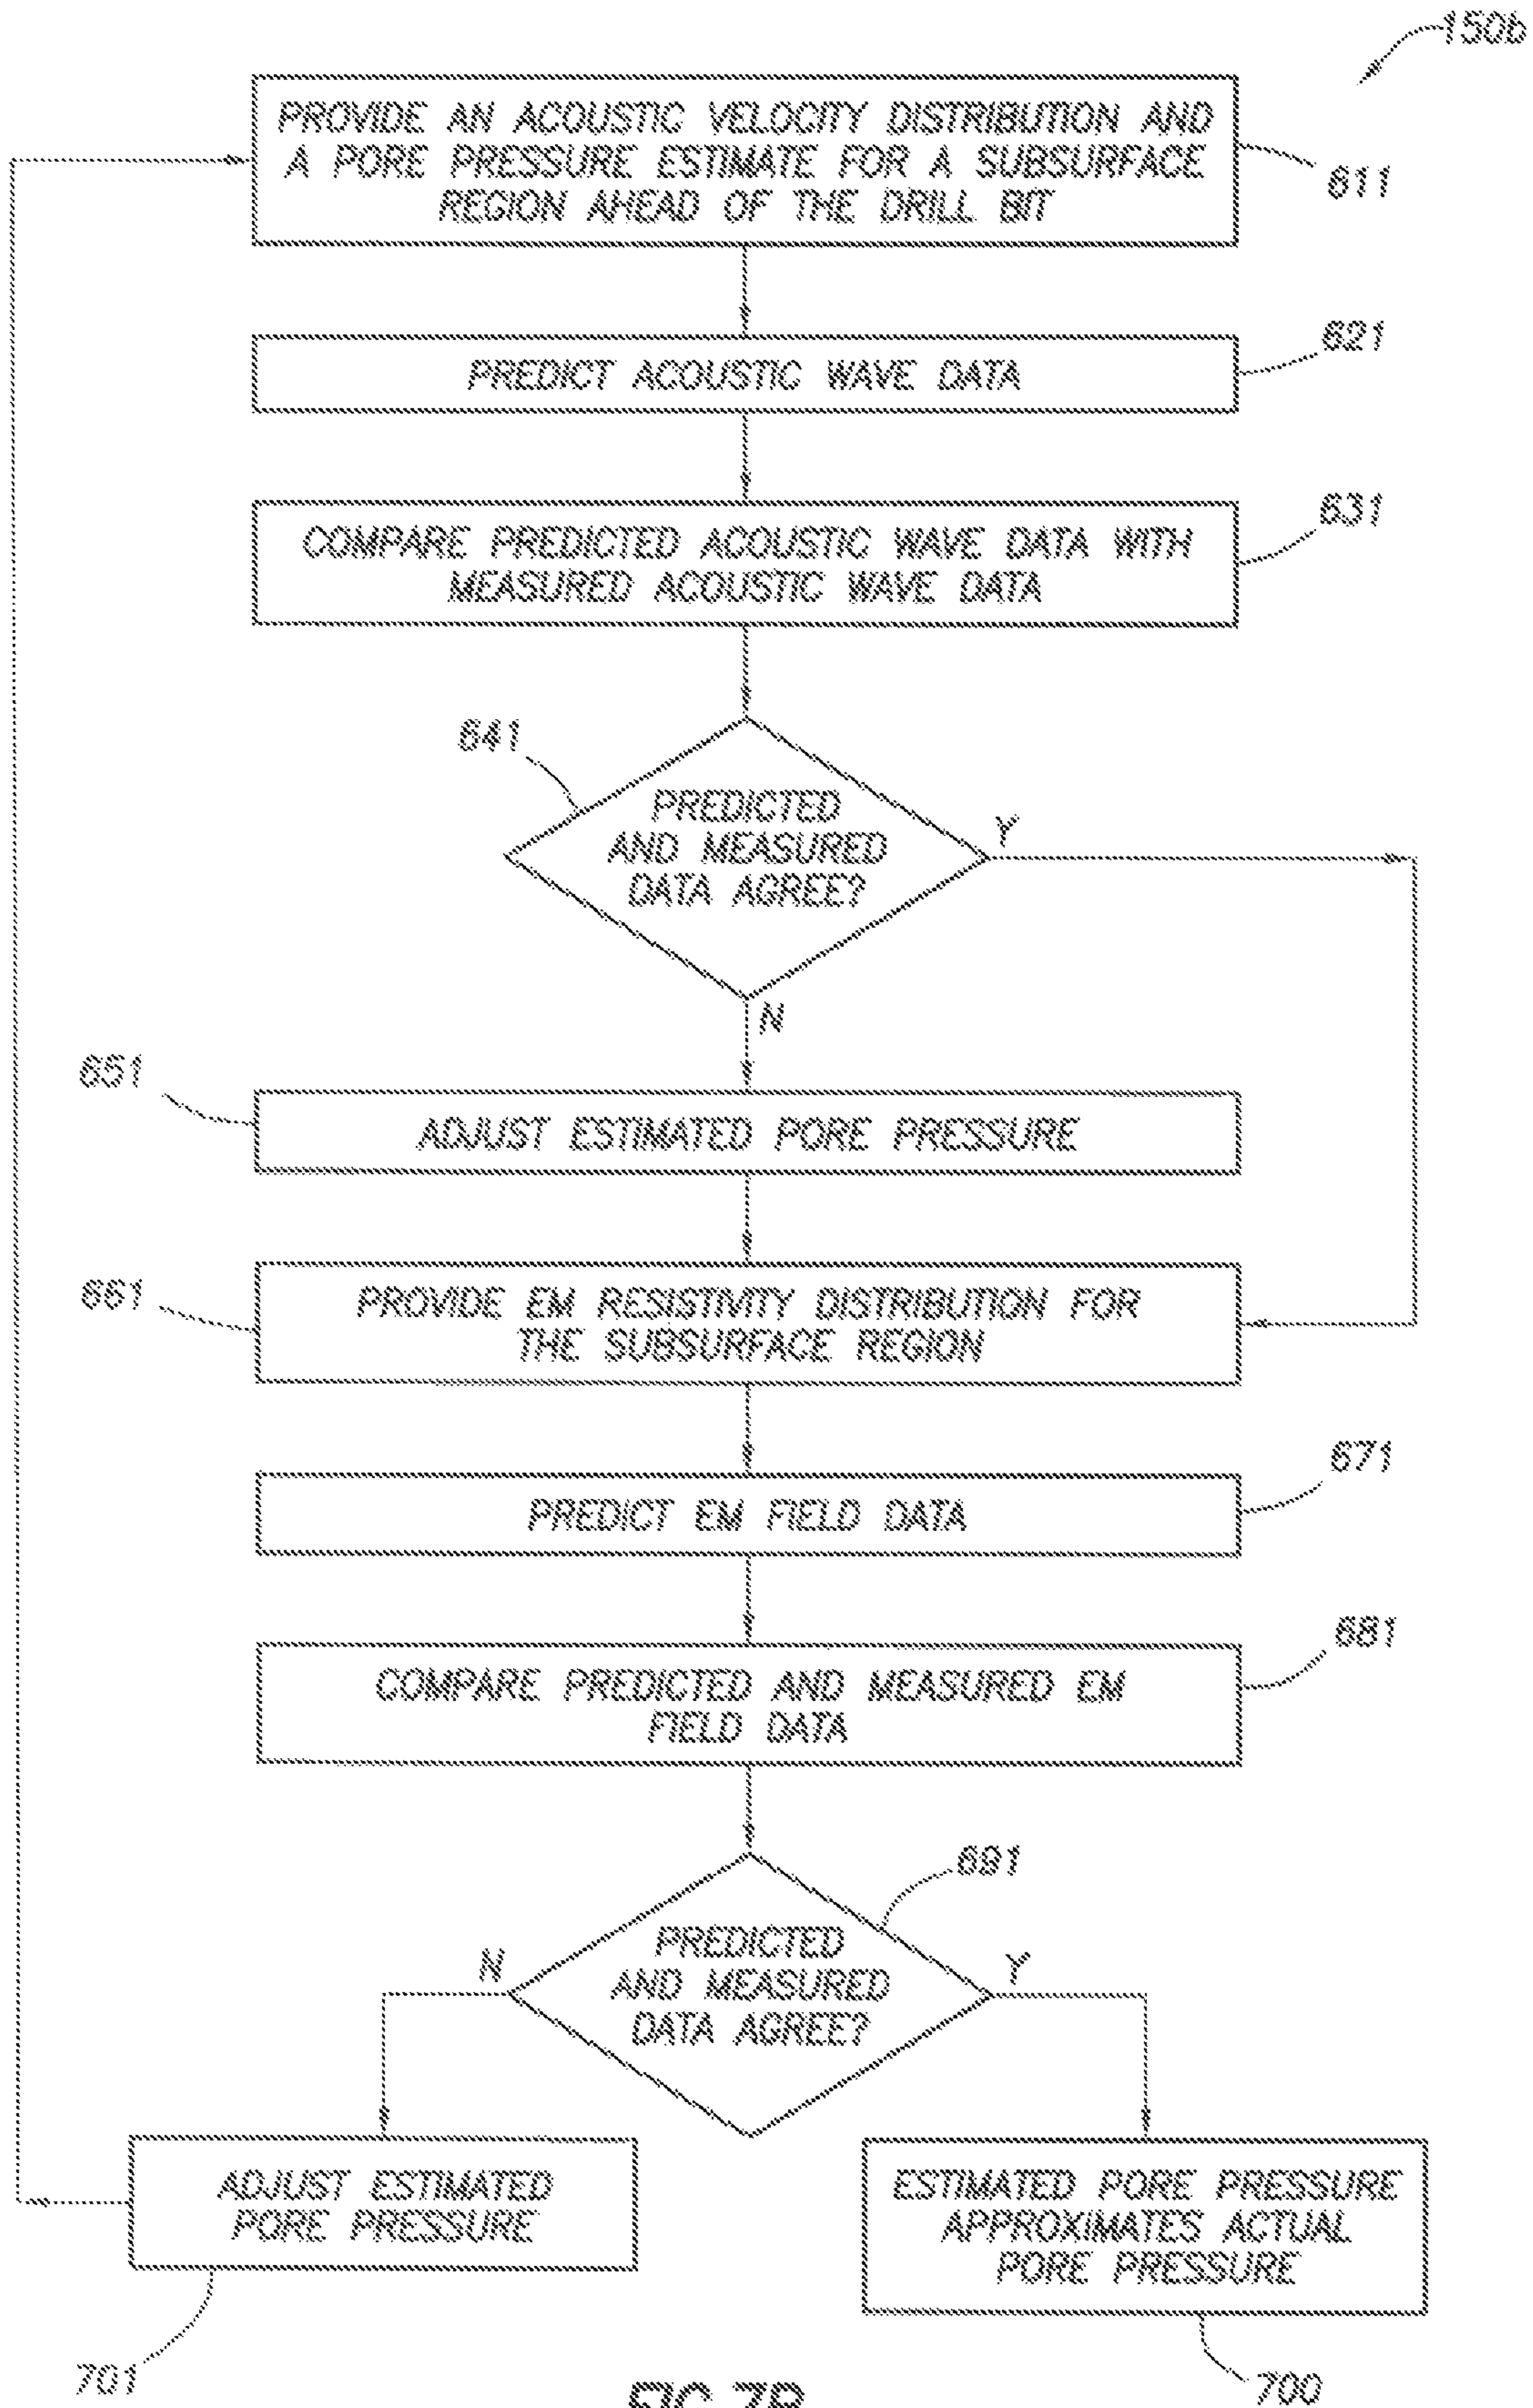 150b
PROVIDE AN ACOUSTIC VELOCITY DISTRIBUTION AND
A PORE PRESSURE ESTIMATE FOR A SUBSURFACE
REGION AHEAD OF THE DRILL BIT
611
PREDICT ACOUSTIC WAVE DATA
621
COMPARE PREDICTED ACOUSTIC WAVE DATA WITH
MEASURED ACOUSTIC WAVE DATA
631
641
PREDICTED
AND MEASURED
DATA AGREE?
Y
N
651
ADJUST ESTIMATED PORE PRESSURE
661
PROVIDE EM RESISTIVITY DISTRIBUTION FOR
THE SUBSURFACE REGION
PREDICT EM FIELD DATA
671
COMPARE PREDICTED AND MEASURED EM
FIELD DATA
681
691
PREDICTED
AND MEASURED
DATA AGREE?
N
Y
ADJUST ESTIMATED
PORE PRESSURE
ESTIMATED PORE PRESSURE
APPROXIMATES ACTUAL
PORE PRESSURE
701
700
FIG.7B